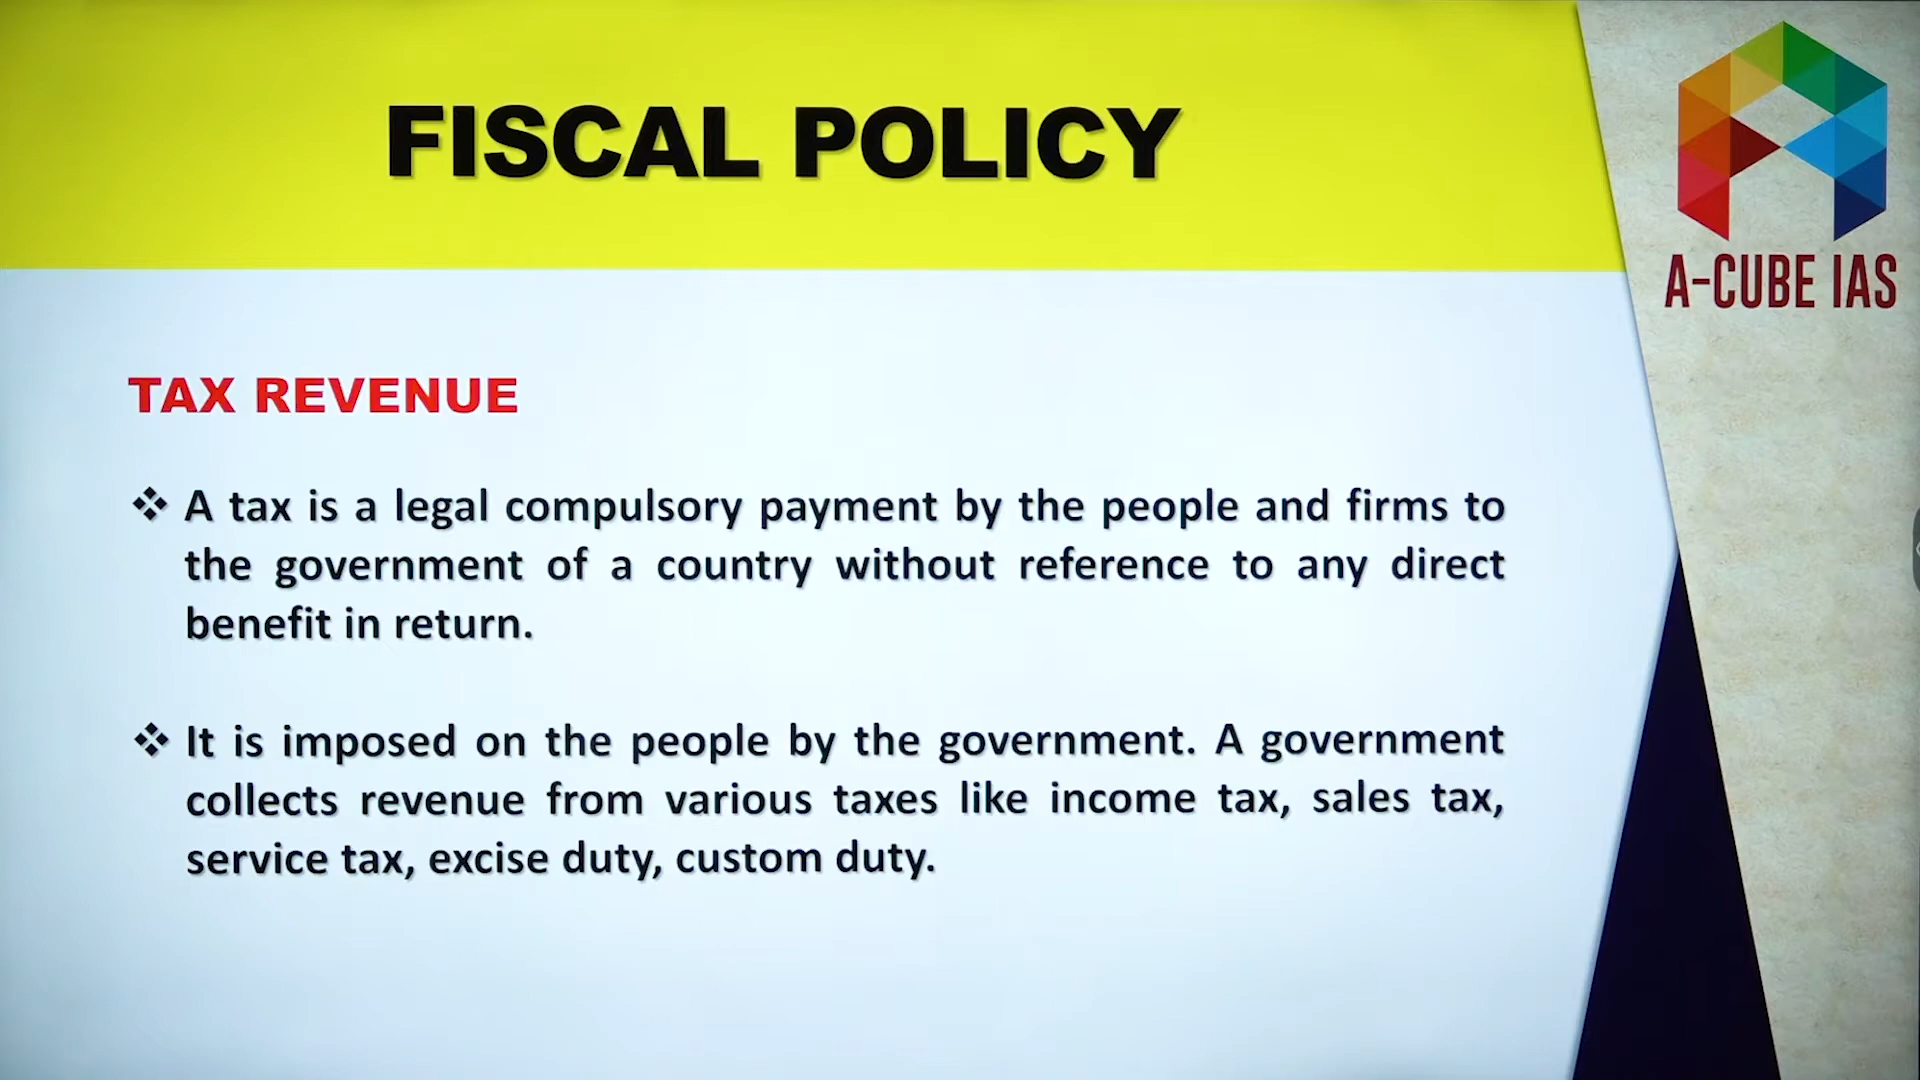 FISCAL POLICY
A-CUBE IAS
TAX REVENUE
❖ A tax is a legal compulsory payment by the people and firms to
the government of a country without reference to any direct
benefit in return.
❖ It is imposed on the people by the government. A government
collects revenue from various taxes like income tax, sales tax,
service tax, excise duty, custom duty.